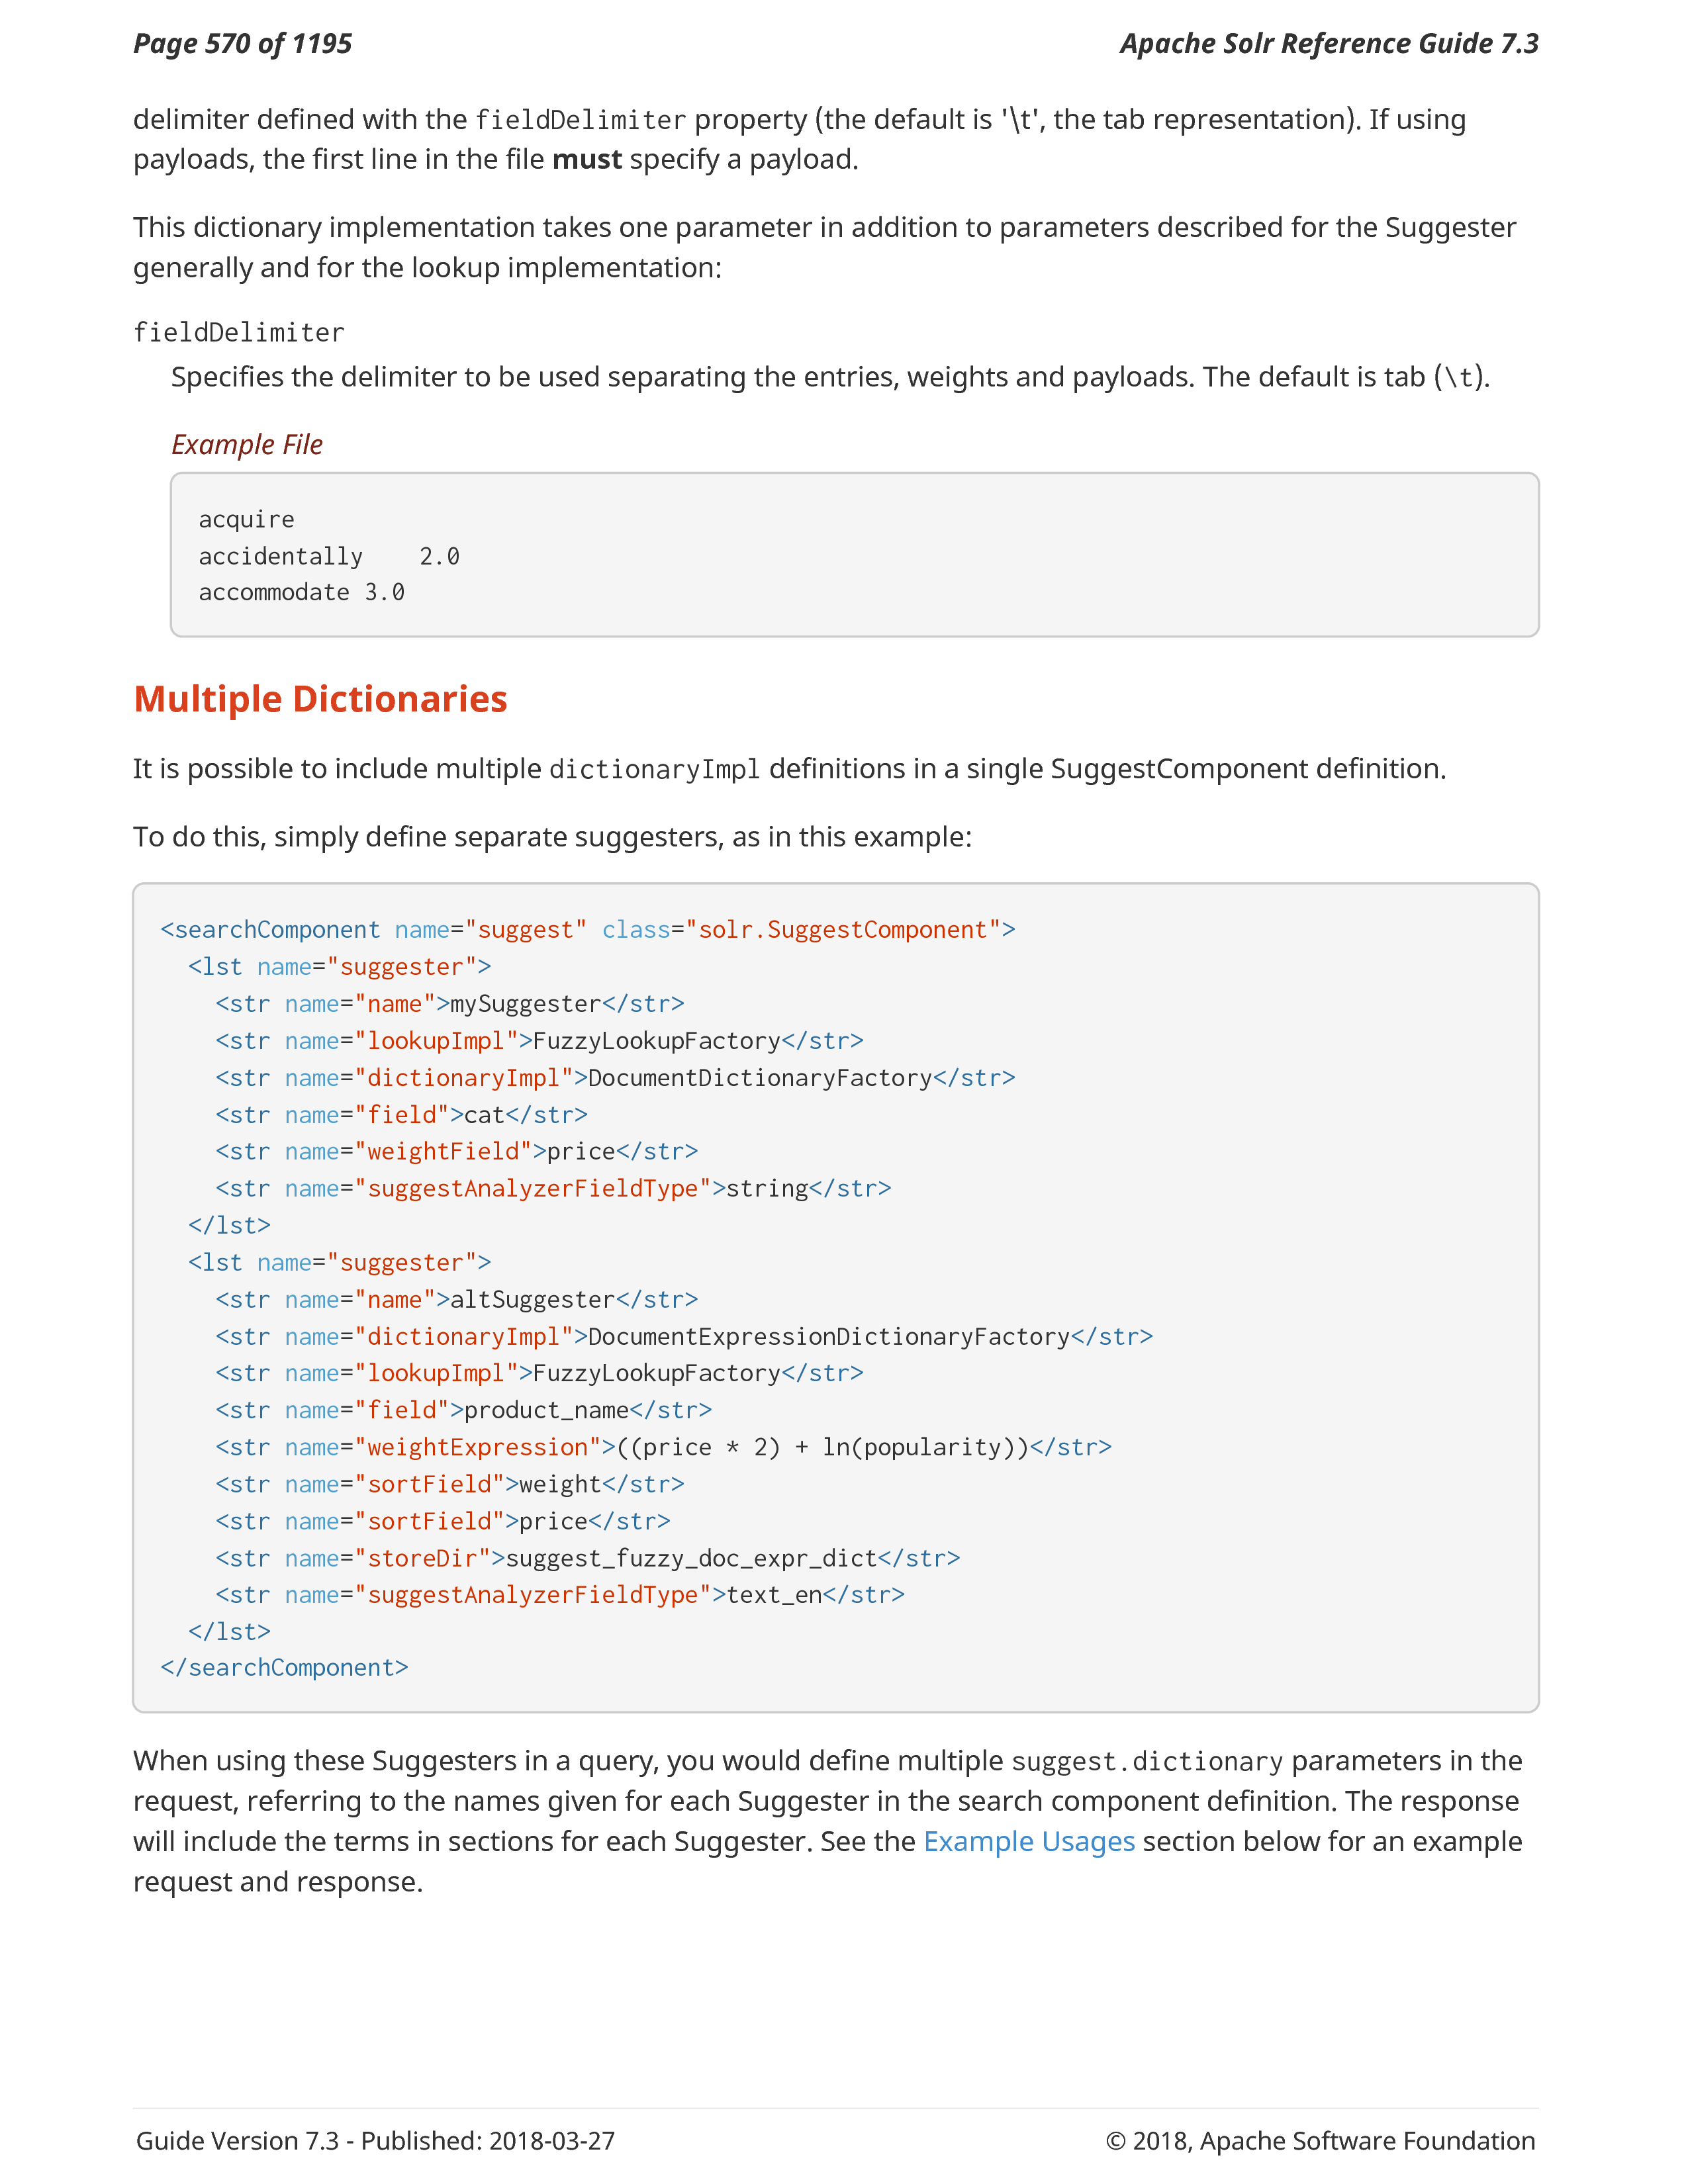 Page 570 of 1195
Apache Solr Reference Guide 7.3
delimiter defined with the fieldDelimiter property (the default is '\t', the tab representation). If using
payloads, the first line in the file must specify a payload.
This dictionary implementation takes one parameter in addition to parameters described for the Suggester
generally and for the lookup implementation:
fieldDelimiter
Specifies the delimiter to be used separating the entries, weights and payloads. The default is tab (\t).
Example File
acquire
accidentally    2.0
accommodate 3.0
Multiple Dictionaries
It is possible to include multiple dictionaryImpl definitions in a single SuggestComponent definition.
To do this, simply define separate suggesters, as in this example:
<searchComponent name="suggest" class="solr.SuggestComponent">
  <lst name="suggester">
    <str name="name">mySuggester</str>
    <str name="lookupImpl">FuzzyLookupFactory</str>
    <str name="dictionaryImpl">DocumentDictionaryFactory</str>
    <str name="field">cat</str>
    <str name="weightField">price</str>
    <str name="suggestAnalyzerFieldType">string</str>
  </lst>
  <lst name="suggester">
    <str name="name">altSuggester</str>
    <str name="dictionaryImpl">DocumentExpressionDictionaryFactory</str>
    <str name="lookupImpl">FuzzyLookupFactory</str>
    <str name="field">product_name</str>
    <str name="weightExpression">((price * 2) + ln(popularity))</str>
    <str name="sortField">weight</str>
    <str name="sortField">price</str>
    <str name="storeDir">suggest_fuzzy_doc_expr_dict</str>
    <str name="suggestAnalyzerFieldType">text_en</str>
  </lst>
</searchComponent>
When using these Suggesters in a query, you would define multiple suggest.dictionary parameters in the
request, referring to the names given for each Suggester in the search component definition. The response
will include the terms in sections for each Suggester. See the Example Usages section below for an example
request and response.
Guide Version 7.3 - Published: 2018-03-27
© 2018, Apache Software Foundation